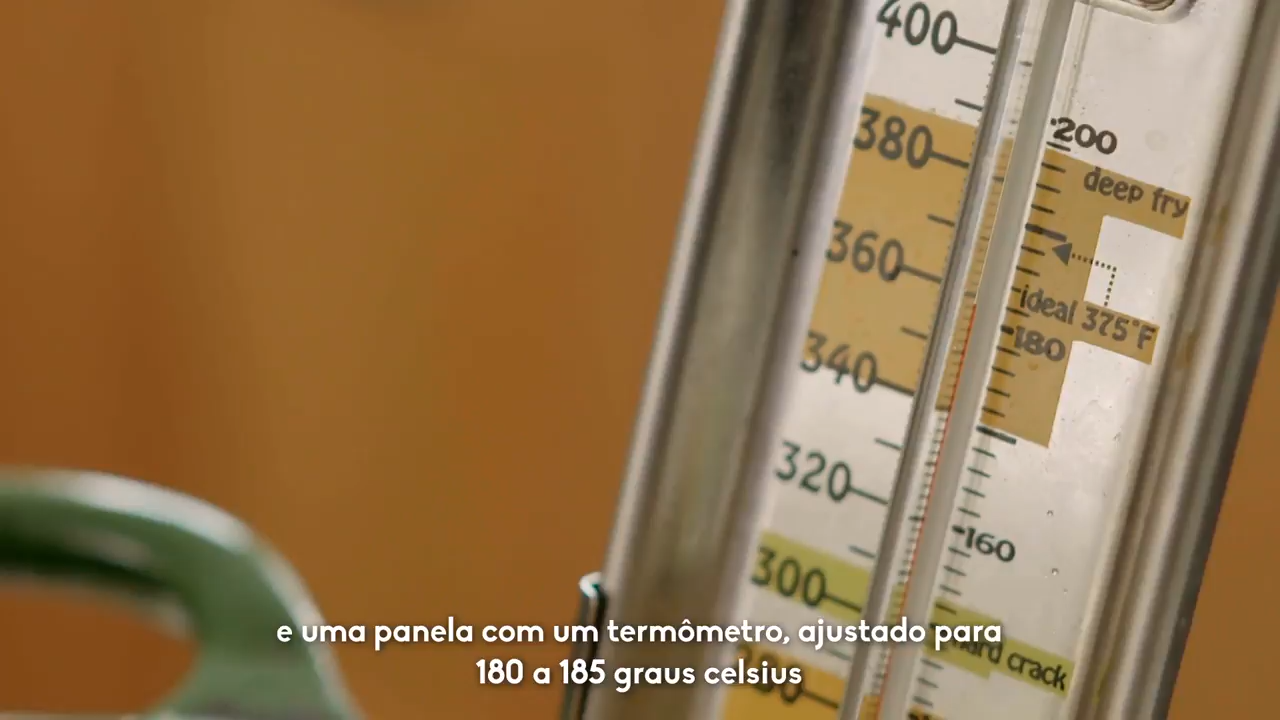 400
380
·200
deep fry
360
ideal 375°F
180
340
320
160
300
hard crack
e uma panela com um termômetro, ajustado para
180 a 185 graus celsius